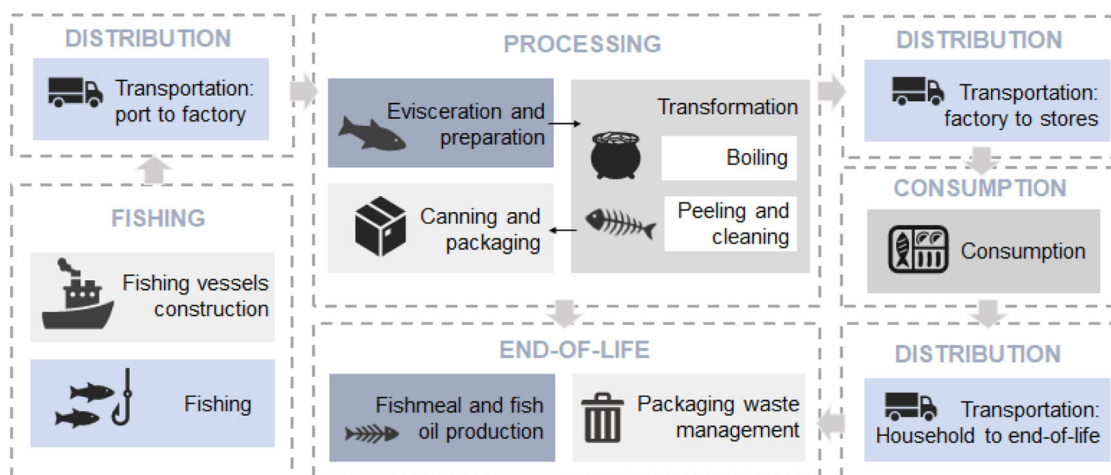 DISTRIBUTION
Transportation:
port to factory
FISHING
Fishing vessels
construction
Fishing
PROCESSING
Evisceration and
preparation
Transformation
Boiling
Peeling and
cleaning
Canning and
packaging
END-OF-LIFE
Fishmeal and fish
oil production
Packaging waste
management
DISTRIBUTION
Transportation:
factory to stores
CONSUMPTION
Consumption
DISTRIBUTION
Transportation:
Household to end-of-life